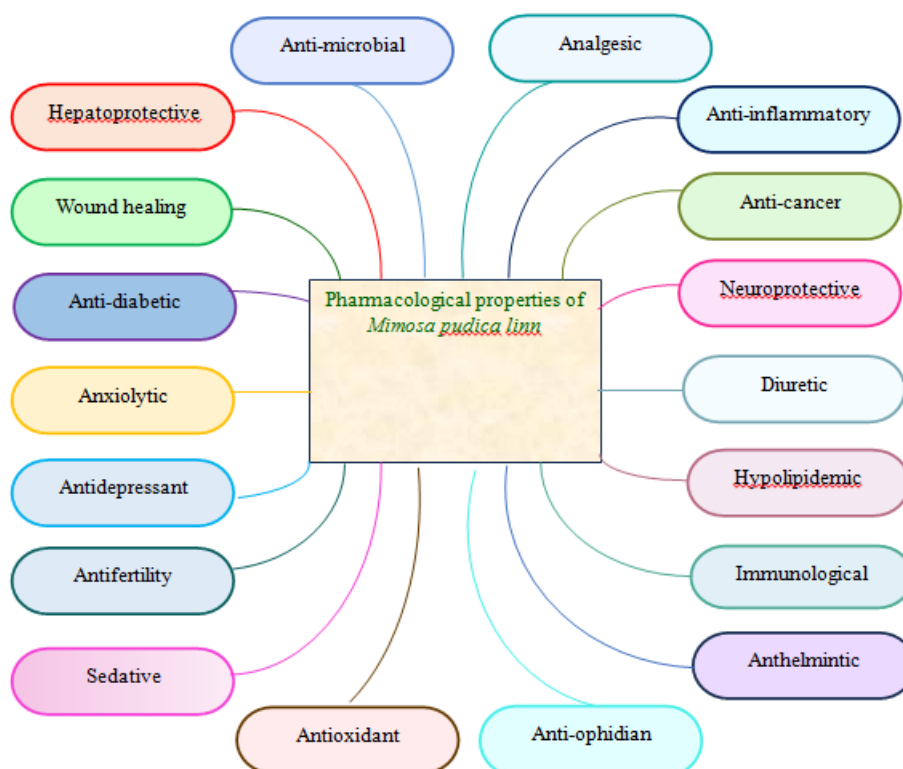 Anti-microbial
Analgesic
Hepatoprotective
Anti-inflammatory
Wound healing
Anti-cancer
Anti-diabetic
Neuroprotective
Pharmacological properties of
Mimosa pudica linn
Anxiolytic
Diuretic
Antidepressant
Hypolipidemic
Antifertility
Immunological
Sedative
Anthelmintic
Antioxidant
Anti-ophidian